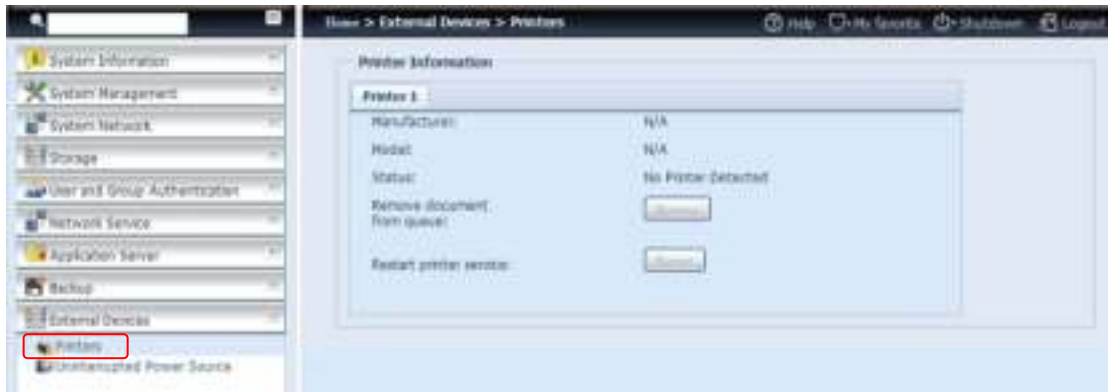 Home > External Devices > Printers
Help
My favorite
Shutdown
Logout
System Information
System Management
System Network
Storage
User and Group Authentication
Network Service
Application Server
Backup
External Devices
Printers
Uninterrupted Power Source
Printer Information
Printer 1
Manufacturer: N/A
Model: N/A
Status: No Printer Detected
Remove document
from queue:
Restart printer service: